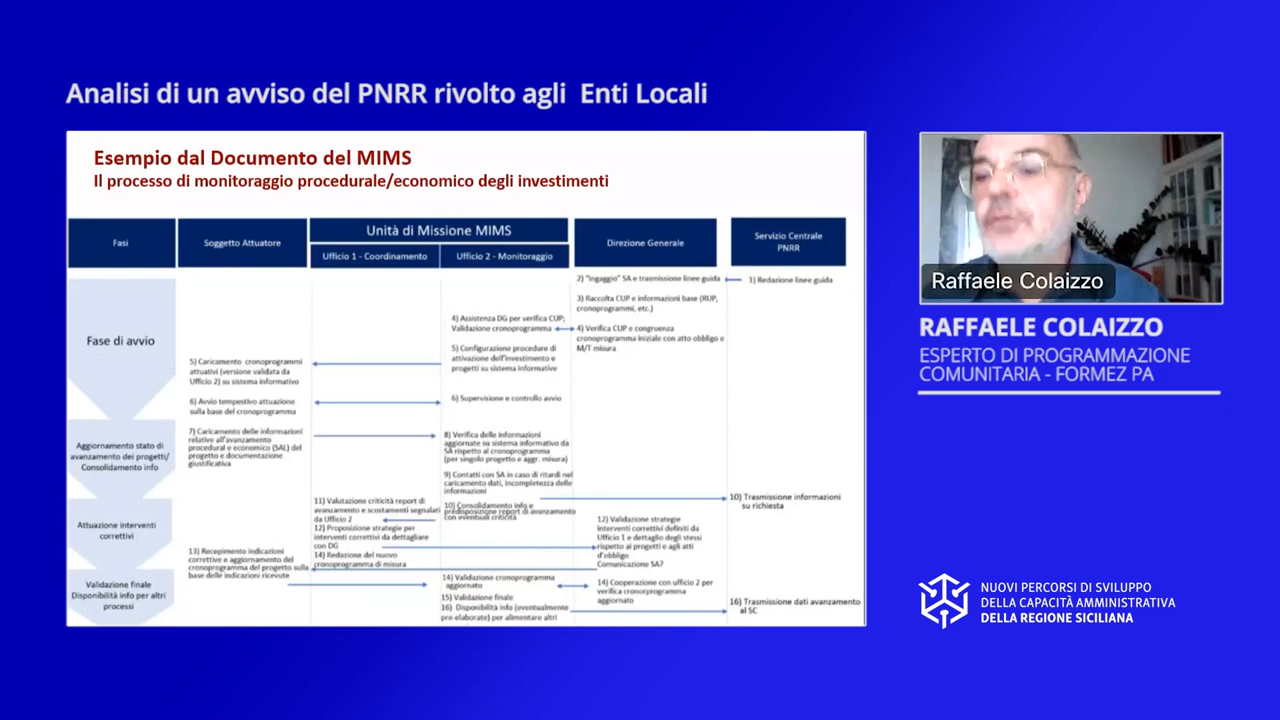 Analisi di un avviso del PNRR rivolto agli Enti Locali
Esempio dal Documento del MIMS
Il processo di monitoraggio procedurale/economico degli investimenti
Fasi
Soggetto Attuatore
Unità di Missione MIMS
Ufficio 1 - Coordinamento
Ufficio 2 - Monitoraggio
Direzione Generale
Servizio Centrale
PNRR
Fase di avvio
2) "ingaggio" SA e trasmissione linee guida
1) Redazione linee guida
3) Raccolta CUP e informazioni base (RUP,
cronoprogrammi, etc.)
4) Assistenza DG per verifica CUP;
Validazione cronoprogramma
4) Verifica CUP e congruenza
cronoprogramma iniziale con atto obbligo e
M/T misura
5) Configurazione procedure di
attivazione dell'investimento e
progetti su sistema informative
5) Caricamento cronoprogrammi
attuativi (versione validata da
Ufficio 2) su sistema informativo
6) Avvio tempestivo attuazione
sulla base del cronoprogramma
6) Supervisione e controllo avvio
Aggiornamento stato di
avanzamento dei progetti/
Consolidamento info
7) Caricamento delle informazioni
relative all'avanzamento
procedural e economico (SAL) del
progetto e documentazione
giustificativa
8) Verifica delle informazioni
aggiornate su sistema informativo da
SA rispetto al cronoprogramma
(per singolo progetto e aggr. misura)
9) Contatti con SA in caso di ritardi nel
caricamento dati, incompletezza delle
informazioni
10) Consolidamento info e
predisposizione report di avanzamento
con eventuali criticità
10) Trasmissione informazioni
su richiesta
Attuazione interventi
correttivi
11) Valutazione criticità report di
avanzamento e scostamenti segnalati
da Ufficio 2
12) Proposizione strategie per
interventi correttivi da dettagliare
con DG
14) Redazione del nuovo
cronoprogramma di misura
12) Validazione strategie
interventi correttivi definiti da
Ufficio 1 e dettaglio degli stessi
rispetto ai progetti e agli atti
d'obbligo
Comunicazione SA?
13) Recepimento indicazioni
correttive e aggiornamento del
cronoprogramma del progetto sulla
base delle indicazioni ricevute
Validazione finale
Disponibilità info per altri
processi
14) Validazione cronoprogramma
aggiornato
15) Validazione finale
16) Disponibilità info (eventualmente
pre-elaborate) per alimentare altri
14) Cooperazione con ufficio 2 per
verifica cronorprogramma
aggiornato
16) Trasmissione dati avanzamento
al SC
Raffaele Colaizzo
RAFFAELE COLAIZZO
ESPERTO DI PROGRAMMAZIONE
COMUNITARIA - FORMEZ PA
NUOVI PERCORSI DI SVILUPPO
DELLA CAPACITÀ AMMINISTRATIVA
DELLA REGIONE SICILIANA